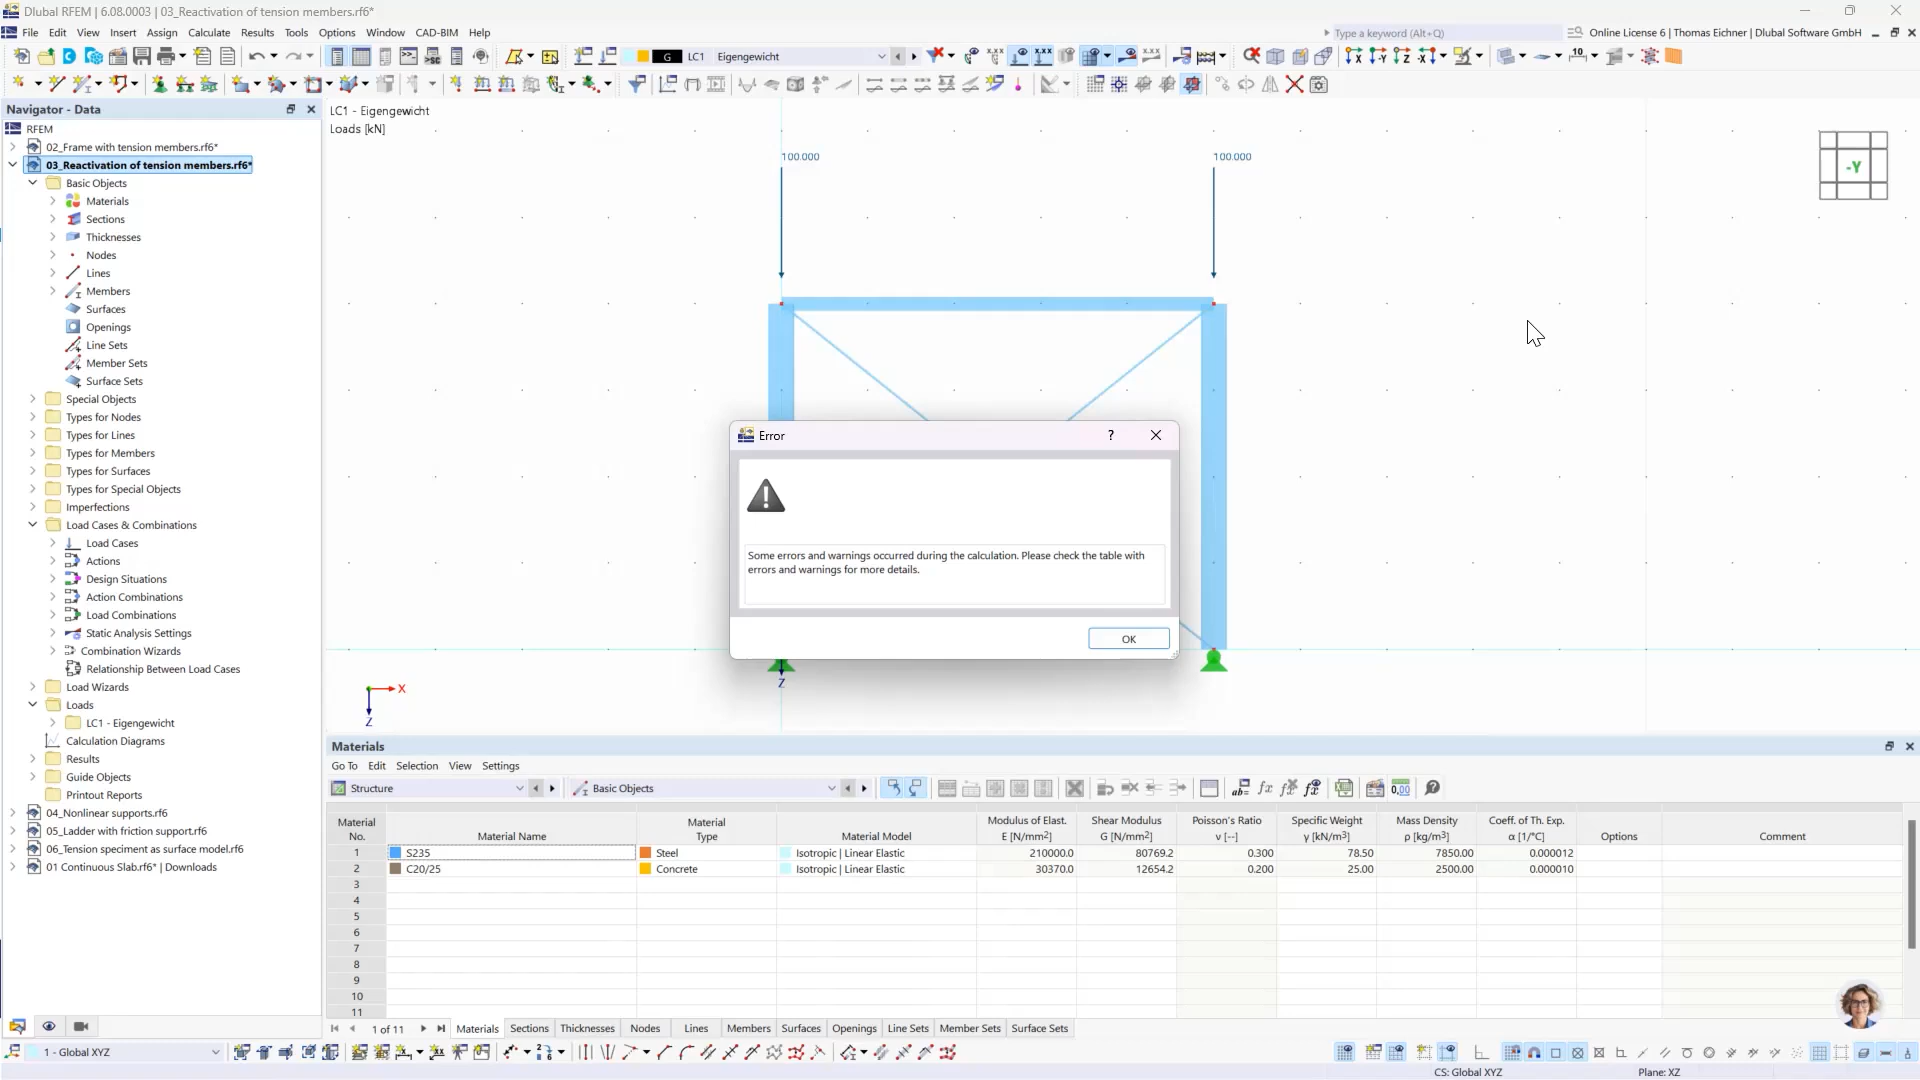 Dlubal RFEM | 6.08.0003 | 03_Reactivation of tension members.rf6*
File Edit View Insert Assign Calculate Results Tools Options Window CAD-BIM Help
Type a keyword (Alt+Q)
Online License 6 | Thomas Eichner | Dlubal Software GmbH
G LC1 Eigengewicht
Navigator - Data
RFEM
02_Frame with tension members.rf6*
03_Reactivation of tension members.rf6*
Basic Objects
Materials
Sections
Thicknesses
Nodes
Lines
Members
Surfaces
Openings
Line Sets
Member Sets
Surface Sets
Special Objects
Types for Nodes
Types for Lines
Types for Members
Types for Surfaces
Types for Special Objects
Imperfections
Load Cases & Combinations
Load Cases
Actions
Design Situations
Action Combinations
Load Combinations
Static Analysis Settings
Combination Wizards
Relationship Between Load Cases
Load Wizards
Loads
LC1 - Eigengewicht
Calculation Diagrams
Results
Guide Objects
Printout Reports
04_Nonlinear supports.rf6
05_Ladder with friction support.rf6
06_Tension speciment as surface model.rf6
01 Continuous Slab.rf6* | Downloads
LC1 - Eigengewicht
Loads [kN]
100.000
100.000
-Y
Error
?
Some errors and warnings occurred during the calculation. Please check the table with
errors and warnings for more details.
OK
Z
X
Z
Materials
Go To Edit Selection View Settings
Structure
Basic Objects
Material No.
Material Name
Material Type
Material Model
Modulus of Elast. E [N/mm2]
Shear Modulus G [N/mm2]
Poisson's Ratio ν [--]
Specific Weight γ [kN/m3]
Mass Density ρ [kg/m3]
Coeff. of Th. Exp. α [1/°C]
Options
Comment
1 S235 Steel Isotropic | Linear Elastic 210000.0 80769.2 0.300 78.50 7850.00 0.000012
2 C20/25 Concrete Isotropic | Linear Elastic 30370.0 12654.2 0.200 25.00 2500.00 0.000010
3
4
5
6
7
8
9
10
11
1 of 11
Materials Sections Thicknesses Nodes Lines Members Surfaces Openings Line Sets Member Sets Surface Sets
1 - Global XYZ
CS: Global XYZ
Plane: XZ